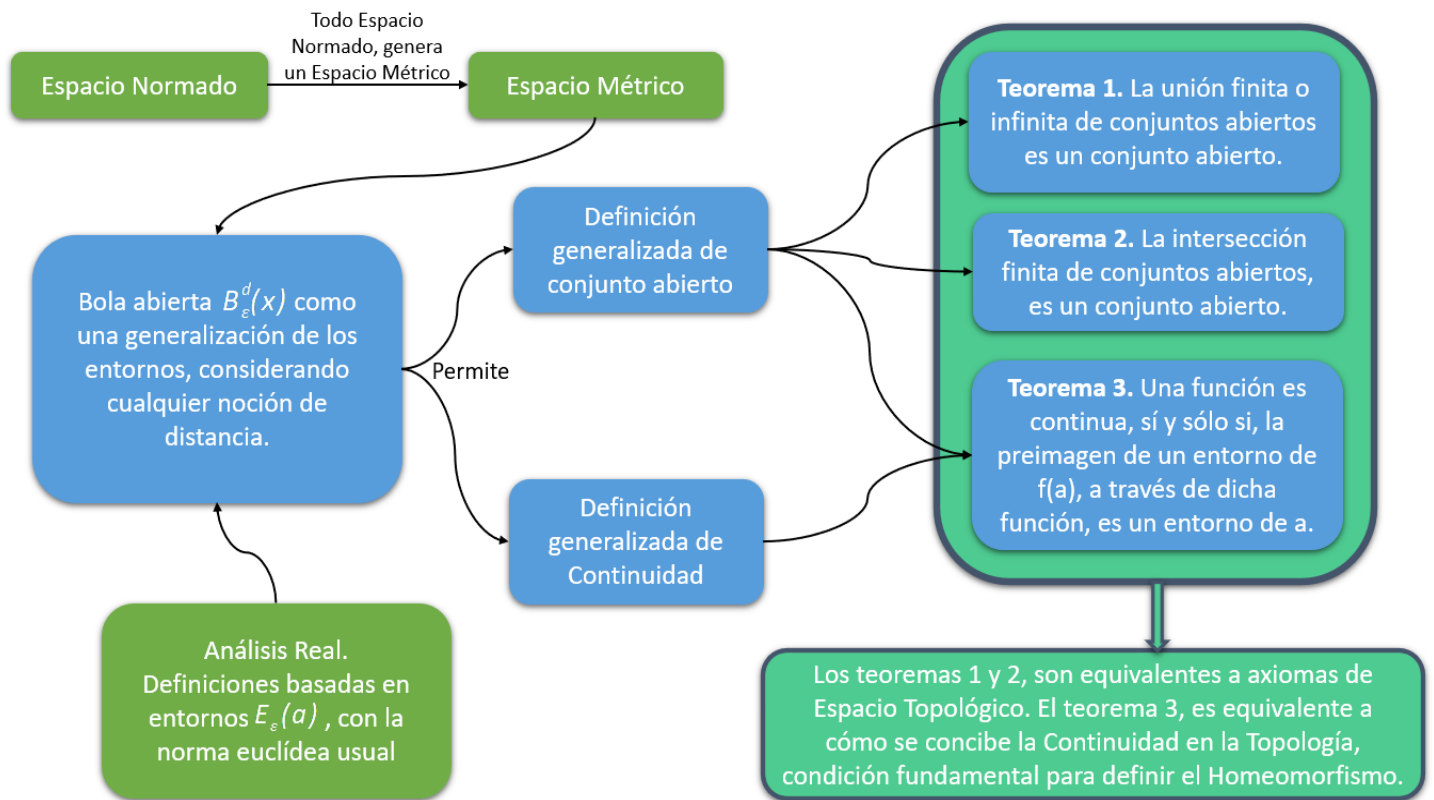 Todo Espacio
Normado, genera
un Espacio Métrico
Espacio Normado
Espacio Métrico
Bola abierta B_ε^d(x) como
una generalización de los
entornos, considerando
cualquier noción de
distancia.
Análisis Real.
Definiciones basadas en
entornos E_ε(a) , con la
norma euclídea usual
Permite
Definición
generalizada de
conjunto abierto
Definición
generalizada de
Continuidad
Teorema 1. La unión finita o
infinita de conjuntos abiertos
es un conjunto abierto.
Teorema 2. La intersección
finita de conjuntos abiertos,
es un conjunto abierto.
Teorema 3. Una función es
continua, sí y sólo si, la
preimagen de un entorno de
f(a), a través de dicha
función, es un entorno de a.
Los teoremas 1 y 2, son equivalentes a axiomas de
Espacio Topológico. El teorema 3, es equivalente a
cómo se concibe la Continuidad en la Topología,
condición fundamental para definir el Homeomorfismo.